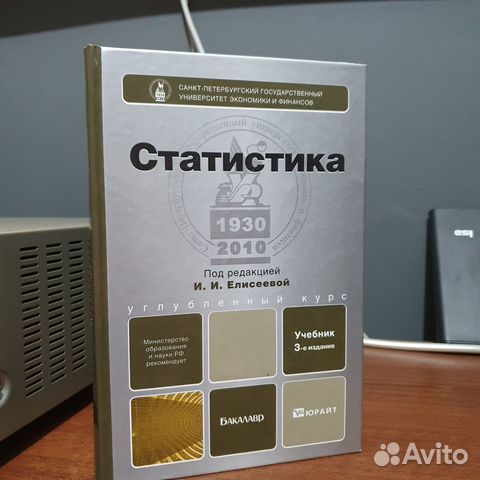 САНКТ-ПЕТЕРБУРГСКИЙ ГОСУДАРСТВЕННЫЙ
УНИВЕРСИТЕТ ЭКОНОМИКИ И ФИНАНСОВ
Статистика
1930
2010
Под редакцией
И. И. Елисеевой
углубленный курс
Министерство
образования
и науки РФ
рекомендует
Учебник
3-е издание
БАКАЛАВР
ЮРАЙТ
Avito